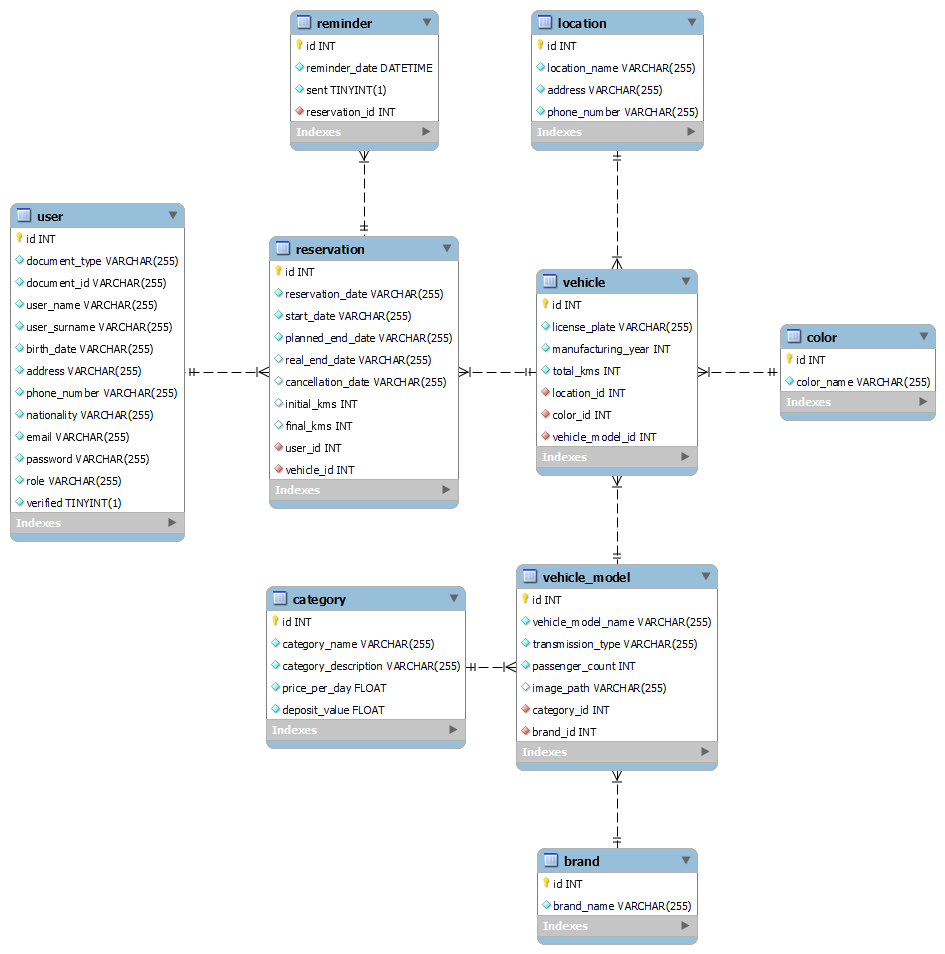 reminder
id INT
reminder_date DATETIME
sent TINYINT(1)
reservation_id INT
Indexes
location
id INT
location_name VARCHAR(255)
address VARCHAR(255)
phone_number VARCHAR(255)
Indexes
user
id INT
document_type VARCHAR(255)
document_id VARCHAR(255)
user_name VARCHAR(255)
user_surname VARCHAR(255)
birth_date VARCHAR(255)
address VARCHAR(255)
phone_number VARCHAR(255)
nationality VARCHAR(255)
email VARCHAR(255)
password VARCHAR(255)
role VARCHAR(255)
verified TINYINT(1)
Indexes
reservation
id INT
reservation_date VARCHAR(255)
start_date VARCHAR(255)
planned_end_date VARCHAR(255)
real_end_date VARCHAR(255)
cancellation_date VARCHAR(255)
initial_kms INT
final_kms INT
user_id INT
vehicle_id INT
Indexes
vehicle
id INT
license_plate VARCHAR(255)
manufacturing_year INT
total_kms INT
location_id INT
color_id INT
vehicle_model_id INT
Indexes
color
id INT
color_name VARCHAR(255)
Indexes
category
id INT
category_name VARCHAR(255)
category_description VARCHAR(255)
price_per_day FLOAT
deposit_value FLOAT
Indexes
vehicle_model
id INT
vehicle_model_name VARCHAR(255)
transmission_type VARCHAR(255)
passenger_count INT
image_path VARCHAR(255)
category_id INT
brand_id INT
Indexes
brand
id INT
brand_name VARCHAR(255)
Indexes